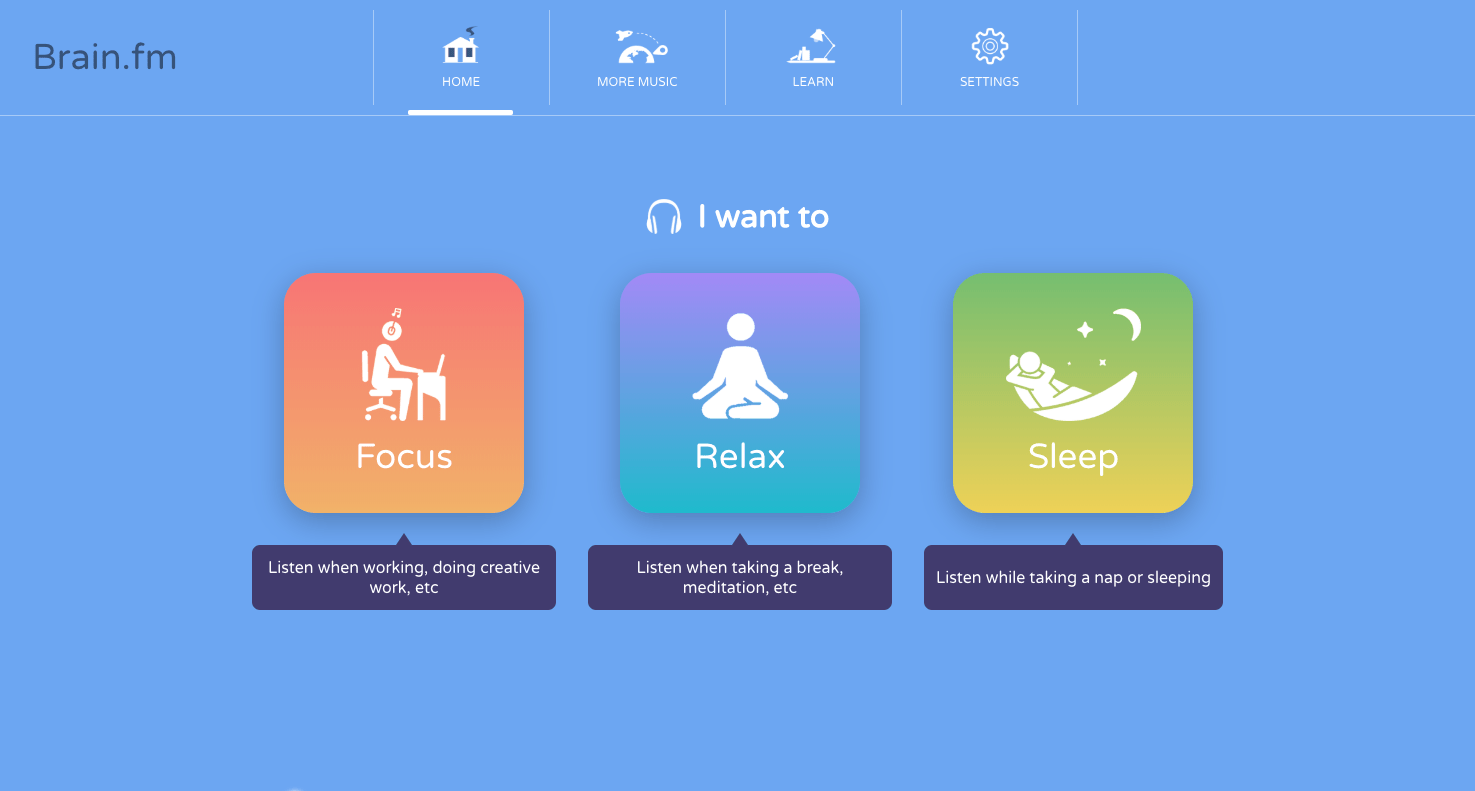 Brain.fm
HOME
MORE MUSIC
LEARN
SETTINGS
I want to
Focus
Relax
Sleep
Listen when working, doing creative
work, etc
Listen when taking a break,
meditation, etc
Listen while taking a nap or sleeping